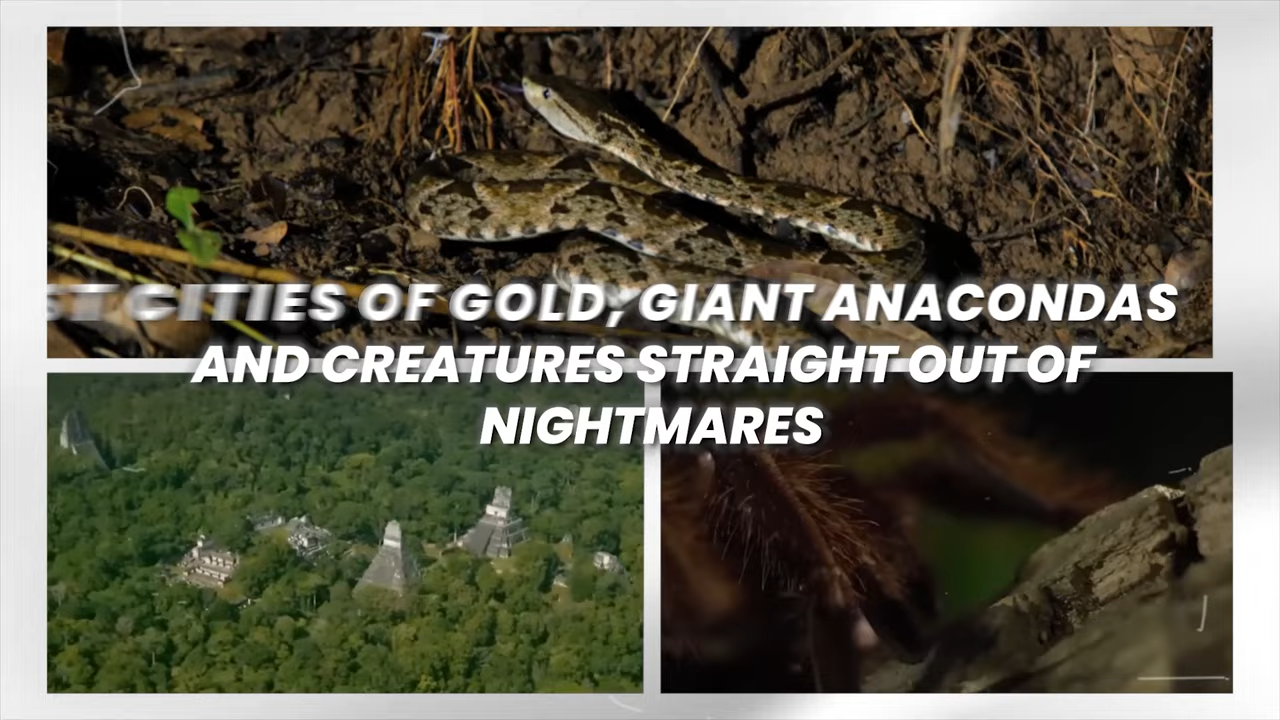 CITIES OF GOLD, GIANT ANACONDAS
AND CREATURES STRAIGHT OUT OF
NIGHTMARES